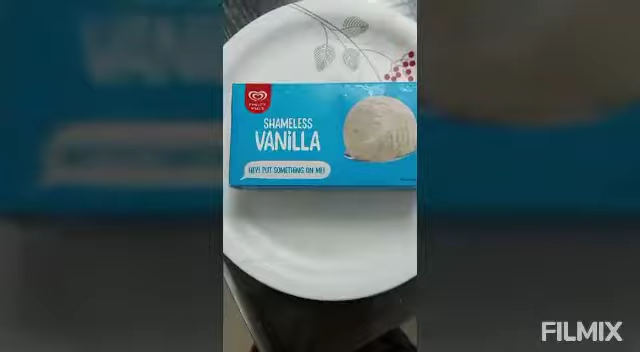 SHAMELESS
VANiLLA
HEY! PUT SOMETHING ON ME!
FILMIX